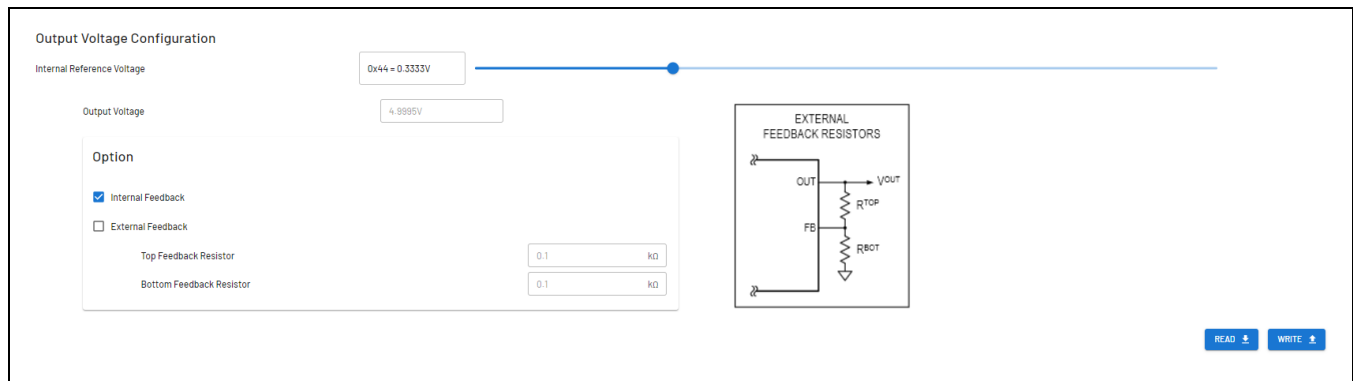 Output Voltage Configuration
Internal Reference Voltage
0x44 = 0.3333V
Output Voltage
4.9995V
Option
Internal Feedback
External Feedback
Top Feedback Resistor
0.1 kΩ
Bottom Feedback Resistor
0.1 kΩ
EXTERNAL
FEEDBACK RESISTORS
OUT
VOUT
RTOP
FB
RBOT
READ
WRITE